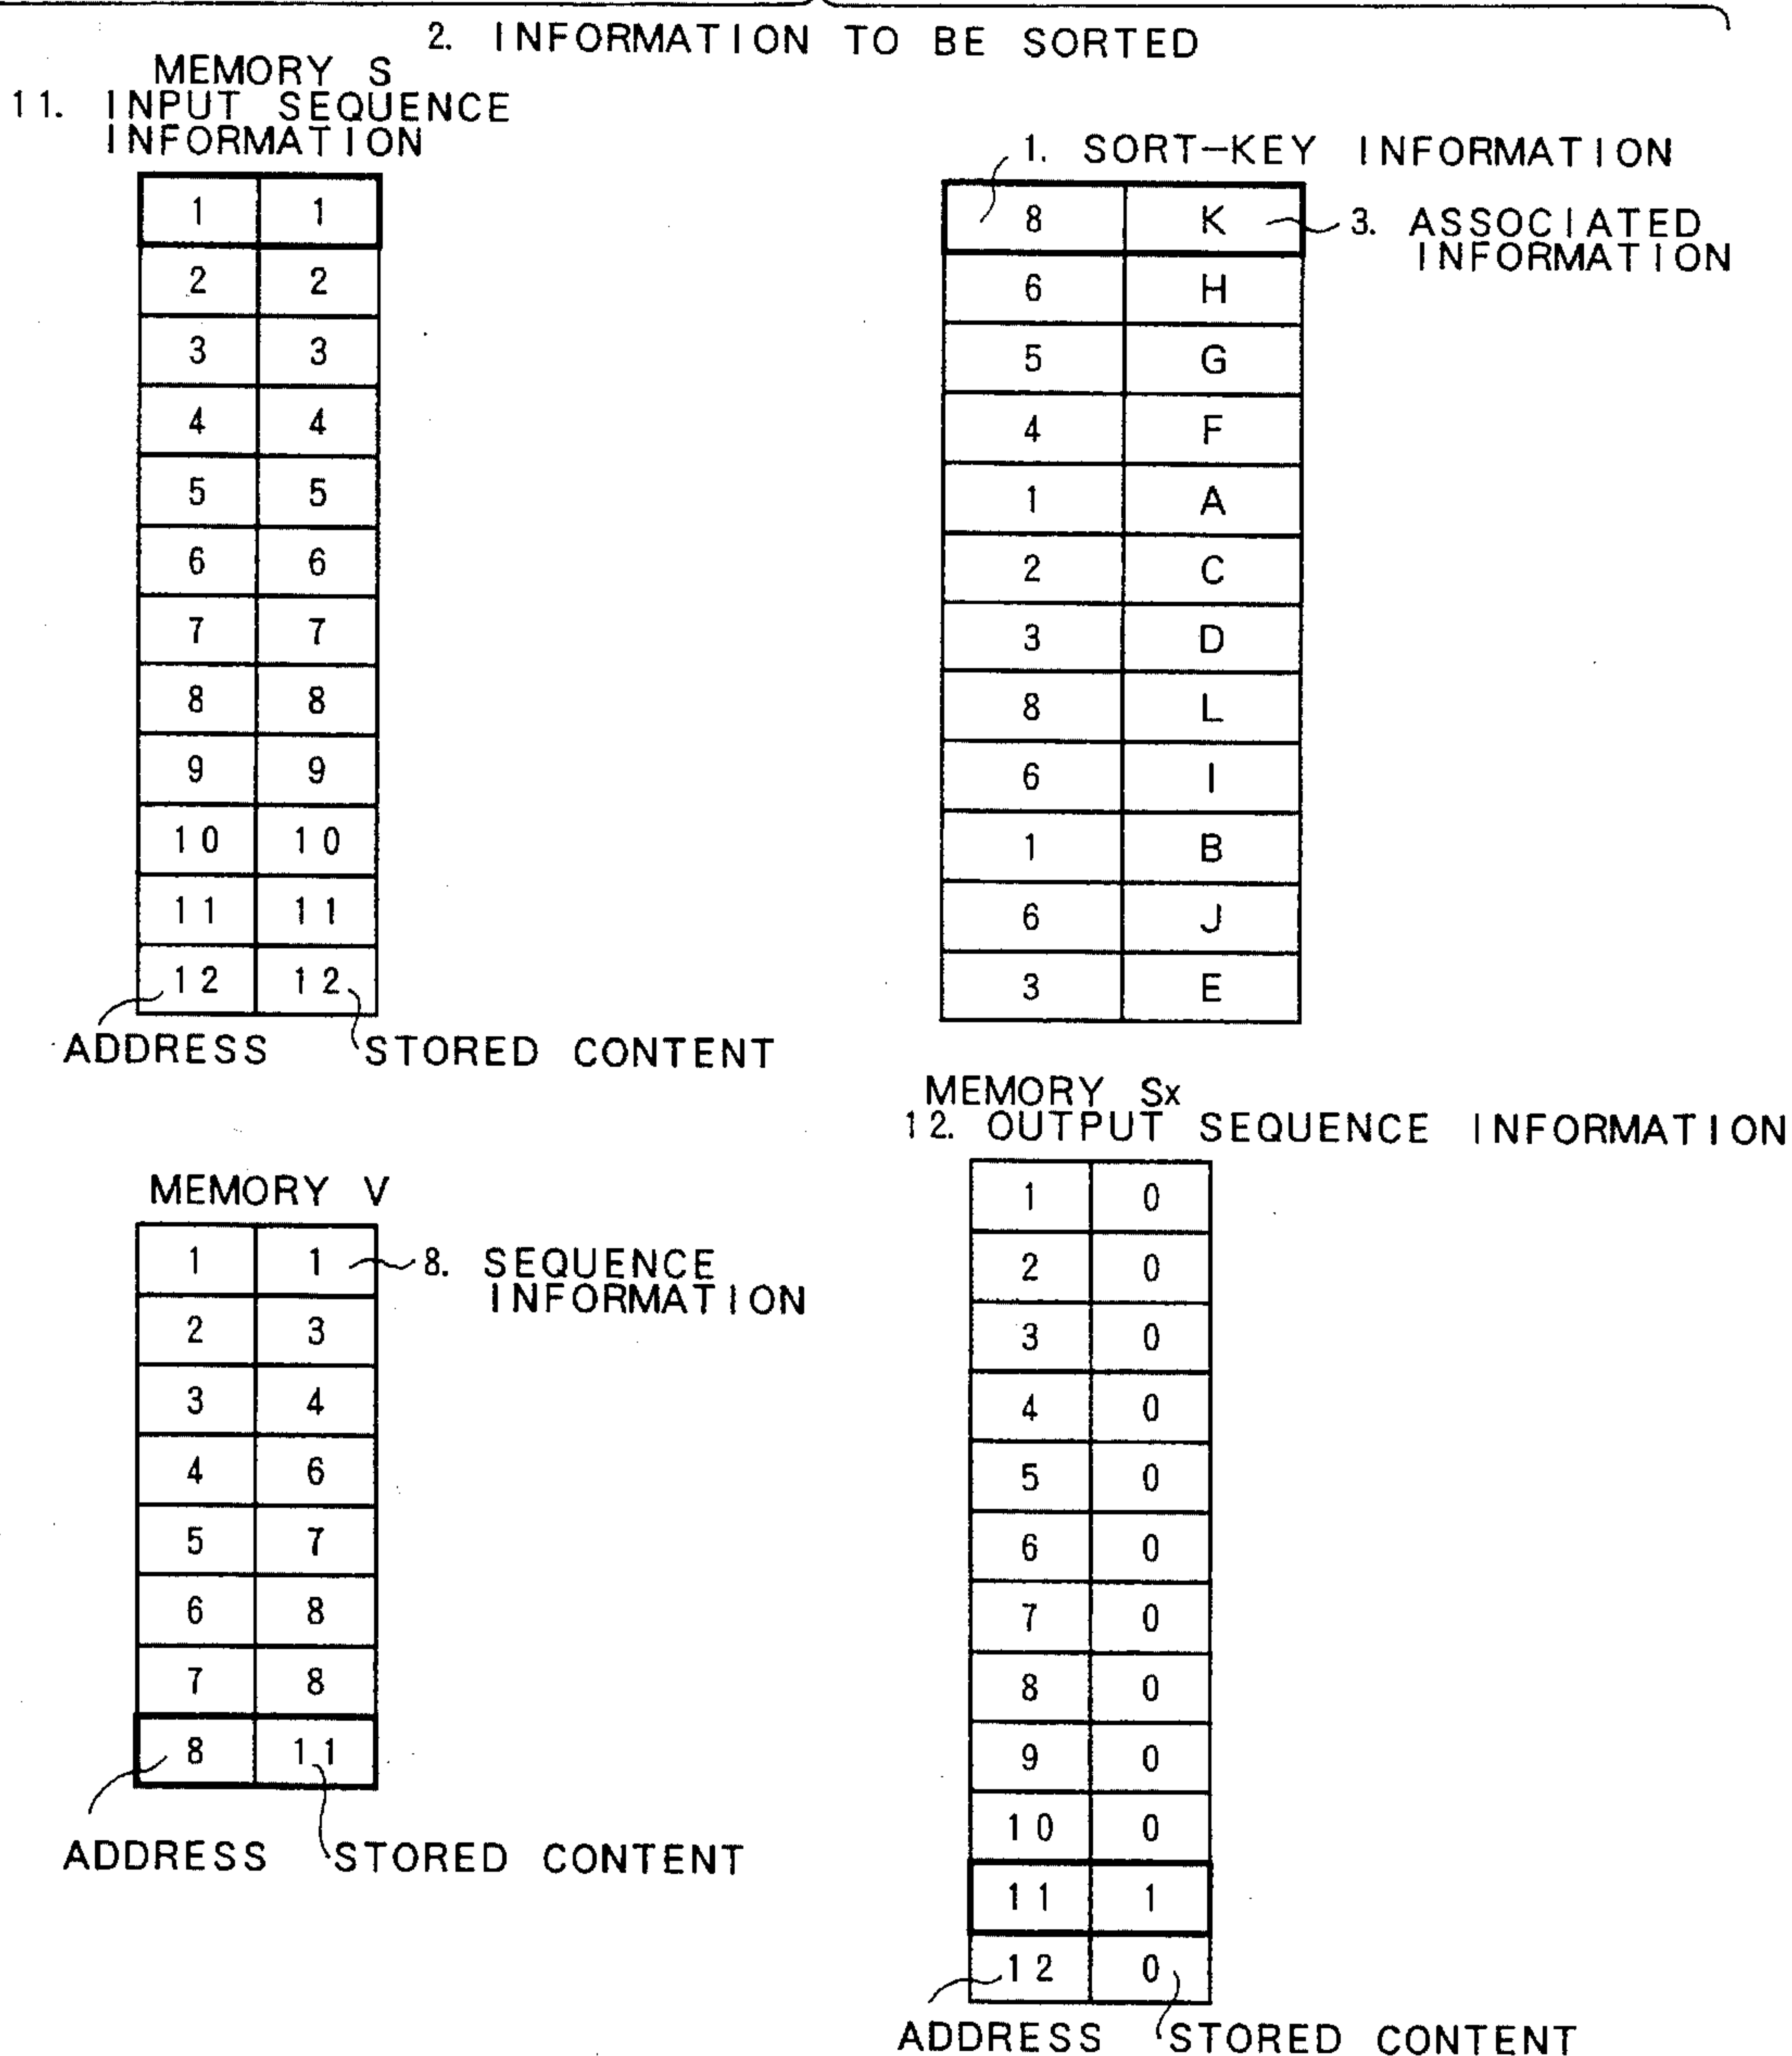 2. INFORMATION TO BE SORTED
MEMORY S
11. INPUT SEQUENCE
INFORMATION
1 1
2 2
3 3
4 4
5 5
6 6
7 7
8 8
9 9
10 10
11 11
12 12
ADDRESS STORED CONTENT
1. SORT-KEY INFORMATION
8 K
3. ASSOCIATED
INFORMATION
6 H
5 G
4 F
1 A
2 C
3 D
8 L
6 I
1 B
6 J
3 E
MEMORY V
1 1
8. SEQUENCE
INFORMATION
2 3
3 4
4 6
5 7
6 8
7 8
8 11
ADDRESS STORED CONTENT
MEMORY Sx
12. OUTPUT SEQUENCE INFORMATION
1 0
2 0
3 0
4 0
5 0
6 0
7 0
8 0
9 0
10 0
11 1
12 0
ADDRESS STORED CONTENT